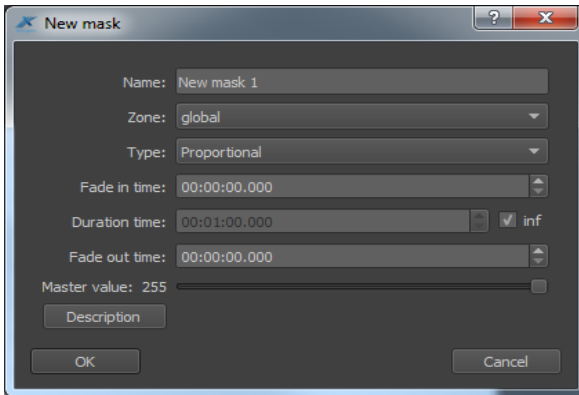 New mask
Name: New mask 1
Zone: global
Type: Proportional
Fade in time: 00:00:00.000
Duration time: 00:01:00.000 inf
Fade out time: 00:00:00.000
Master value: 255
Description
OK Cancel